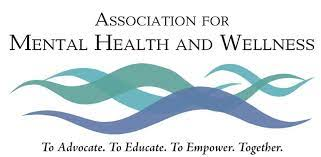 ASSOCIATION FOR
MENTAL HEALTH AND WELLNESS
To Advocate. To Educate. To Empower. Together.